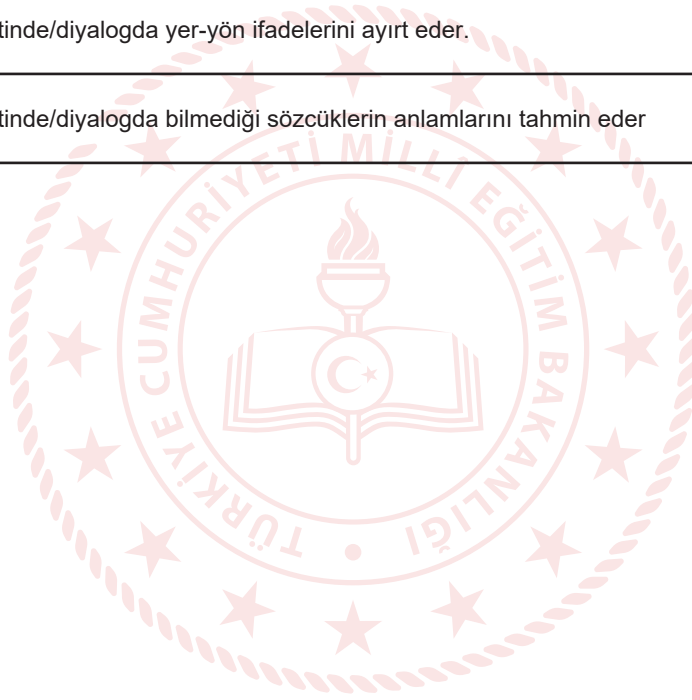 tinde/diyalogda yer-yön ifadelerini ayırt eder.
tinde/diyalogda bilmediği sözcüklerin anlamlarını tahmin eder
TÜRKİYE CUMHURİYETİ MİLLÎ EĞİTİM BAKANLIĞI